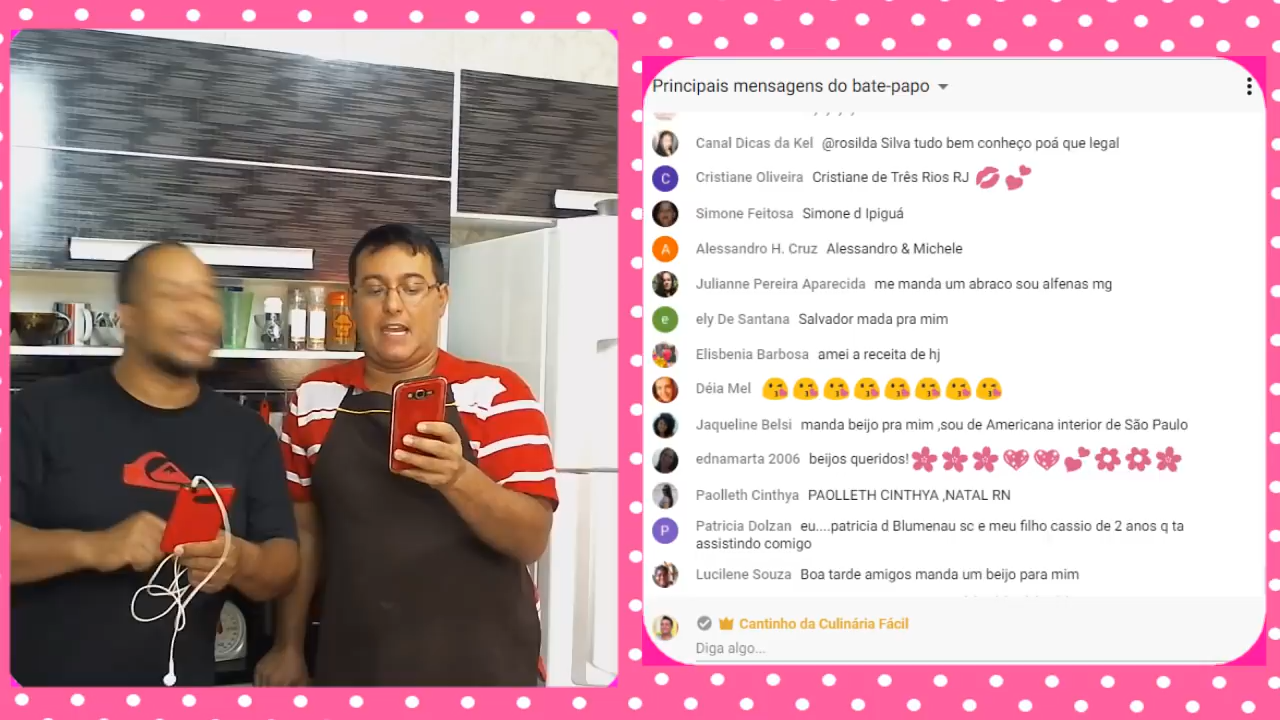 Principais mensagens do bate-papo
Canal Dicas da Kel @rosilda Silva tudo bem conheço poá que legal
C Cristiane Oliveira Cristiane de Três Rios RJ
Simone Feitosa Simone d Ipiguá
A Alessandro H. Cruz Alessandro & Michele
Julianne Pereira Aparecida me manda um abraco sou alfenas mg
e ely De Santana Salvador mada pra mim
Elisbenia Barbosa amei a receita de hj
Déia Mel
Jaqueline Belsi manda beijo pra mim ,sou de Americana interior de São Paulo
ednamarta 2006 beijos queridos!
Paolleth Cinthya PAOLLETH CINTHYA ,NATAL RN
P Patricia Dolzan eu....patricia d Blumenau sc e meu filho cassio de 2 anos q ta
assistindo comigo
Lucilene Souza Boa tarde amigos manda um beijo para mim
Cantinho da Culinária Fácil
Diga algo...